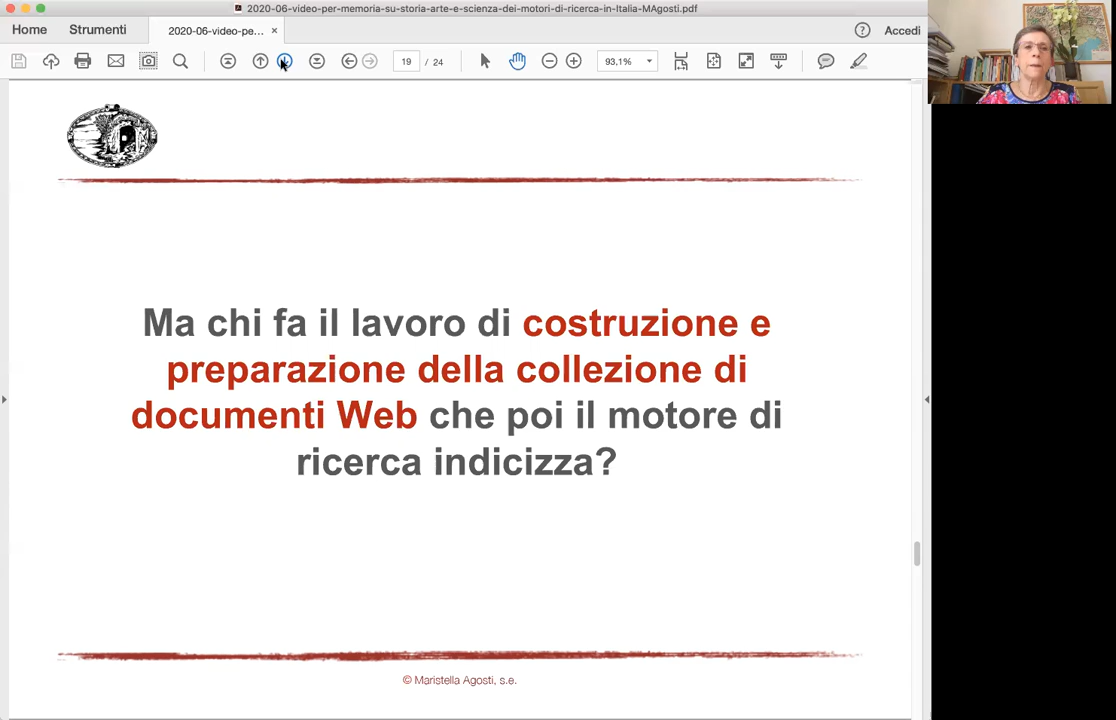 2020-06-video-per-memoria-su-storia-arte-e-scienza-dei-motori-di-ricerca-in-Italia-MAgosti.pdf
Home Strumenti 2020-06-video-pe... × Accedi
19 / 24 93,1%
Ma chi fa il lavoro di costruzione e
preparazione della collezione di
documenti Web che poi il motore di
ricerca indicizza?
© Maristella Agosti, s.e.